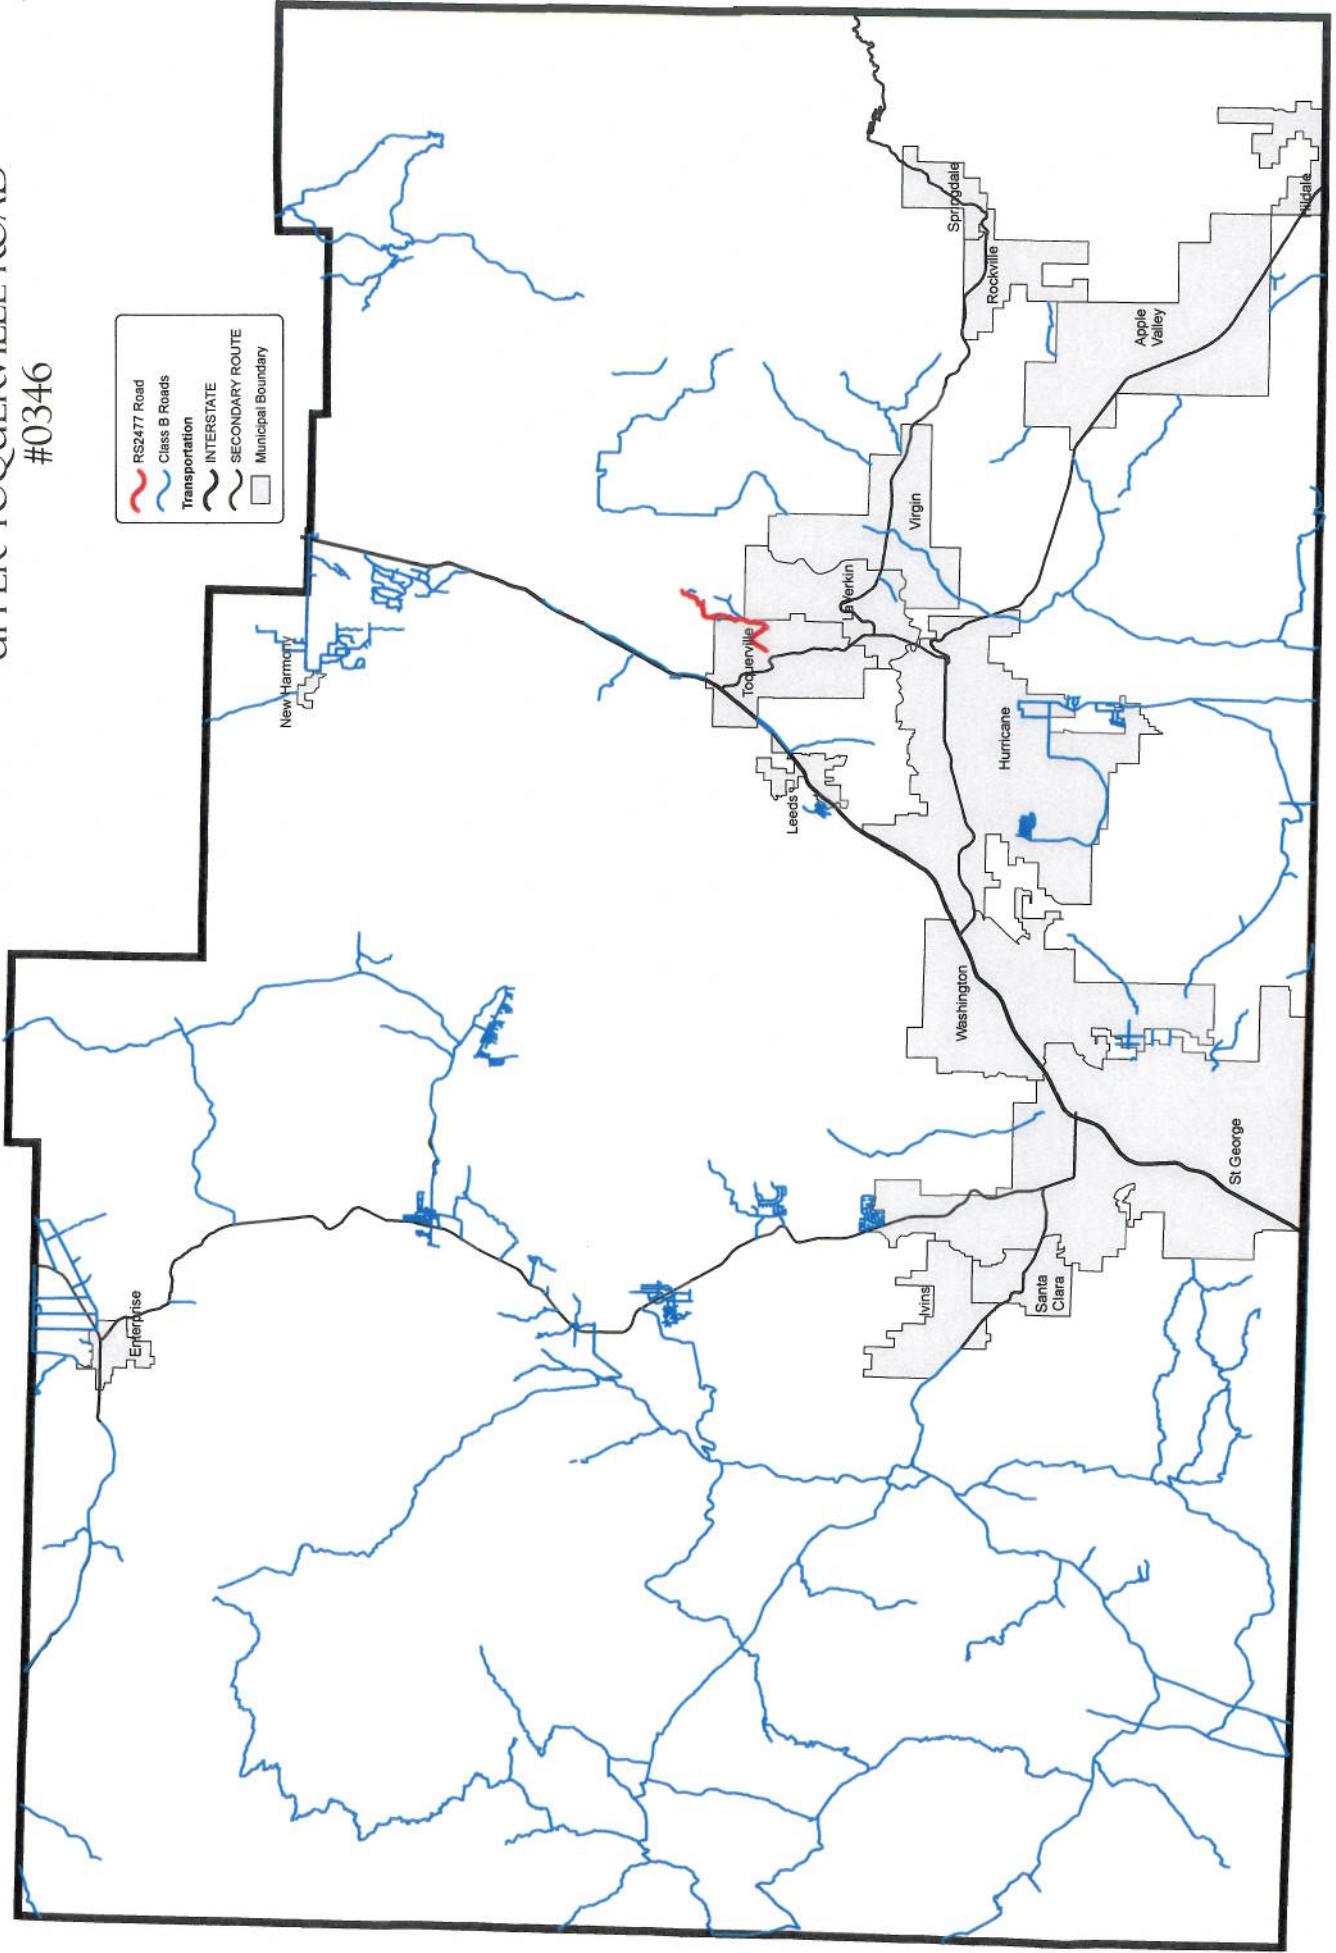 #0346
RS2477 Road
Class B Roads
Transportation
INTERSTATE
SECONDARY ROUTE
Municipal Boundary
New Harmony
Enterprise
Toquerville
Leeds
LaVerkin
Virgin
Springdale
Rockville
Apple
Valley
Hildale
Hurricane
Washington
St George
Ivins
Santa
Clara